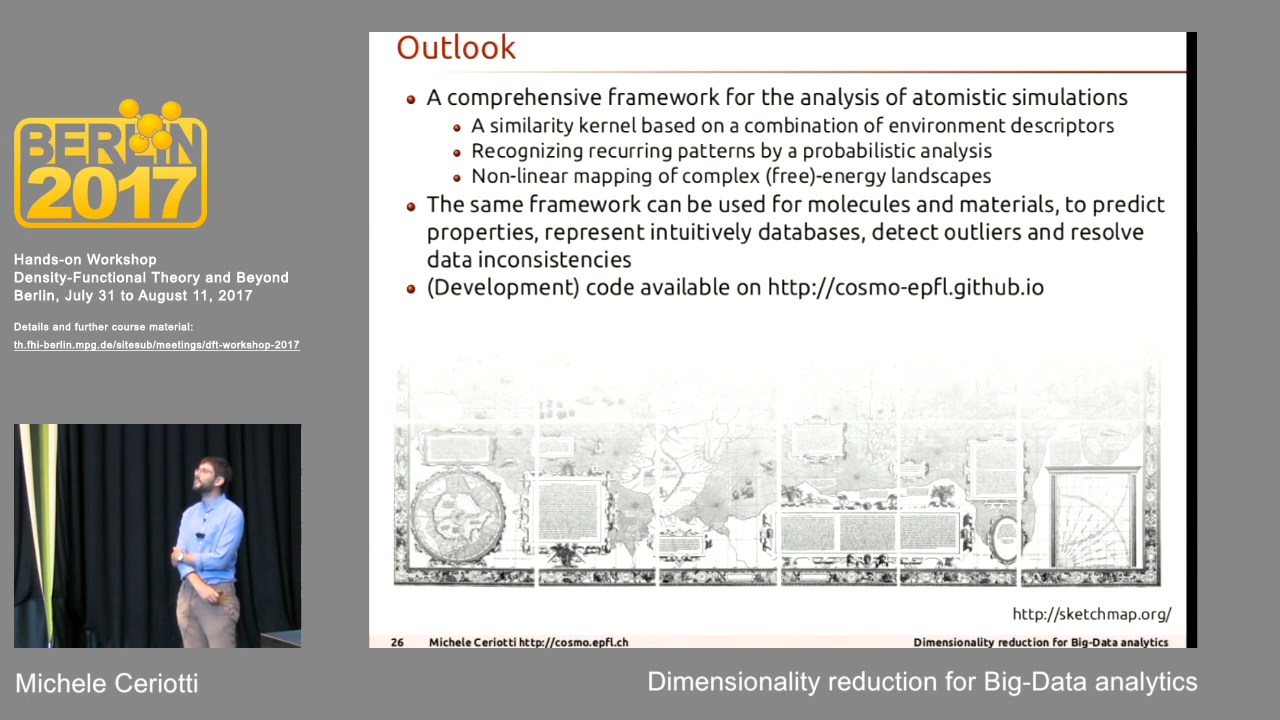 BERLIN
2017
Hands-on Workshop
Density-Functional Theory and Beyond
Berlin, July 31 to August 11, 2017
Details and further course material:
th.fhi-berlin.mpg.de/sitesub/meetings/dft-workshop-2017
Michele Ceriotti
Outlook
A comprehensive framework for the analysis of atomistic simulations
A similarity kernel based on a combination of environment descriptors
Recognizing recurring patterns by a probabilistic analysis
Non-linear mapping of complex (free)-energy landscapes
The same framework can be used for molecules and materials, to predict
properties, represent intuitively databases, detect outliers and resolve
data inconsistencies
(Development) code available on http://cosmo-epfl.github.io
http://sketchmap.org/
26 Michele Ceriotti http://cosmo.epfl.ch Dimensionality reduction for Big-Data analytics
Dimensionality reduction for Big-Data analytics